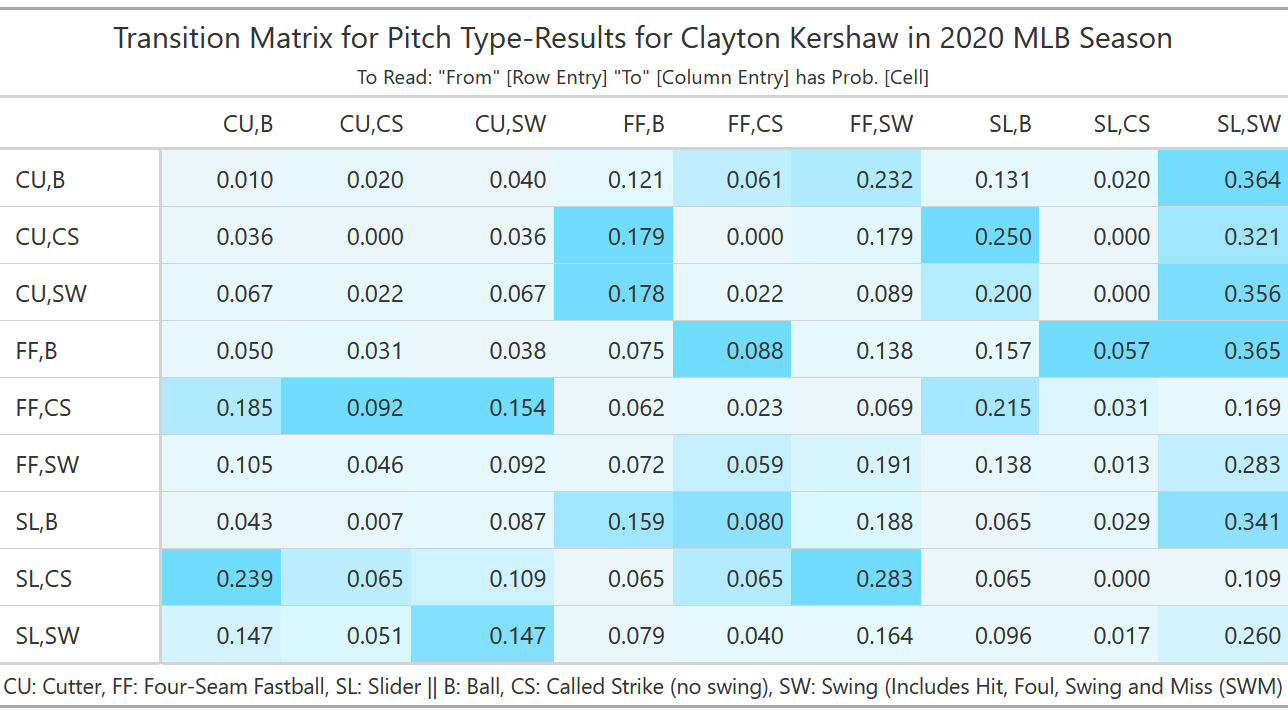 Transition Matrix for Pitch Type-Results for Clayton Kershaw in 2020 MLB Season
To Read: "From" [Row Entry] "To" [Column Entry] has Prob. [Cell]
CU,B CU,CS CU,SW FF,B FF,CS FF,SW SL,B SL,CS SL,SW
CU,B 0.010 0.020 0.040 0.121 0.061 0.232 0.131 0.020 0.364
CU,CS 0.036 0.000 0.036 0.179 0.000 0.179 0.250 0.000 0.321
CU,SW 0.067 0.022 0.067 0.178 0.022 0.089 0.200 0.000 0.356
FF,B 0.050 0.031 0.038 0.075 0.088 0.138 0.157 0.057 0.365
FF,CS 0.185 0.092 0.154 0.062 0.023 0.069 0.215 0.031 0.169
FF,SW 0.105 0.046 0.092 0.072 0.059 0.191 0.138 0.013 0.283
SL,B 0.043 0.007 0.087 0.159 0.080 0.188 0.065 0.029 0.341
SL,CS 0.239 0.065 0.109 0.065 0.065 0.283 0.065 0.000 0.109
SL,SW 0.147 0.051 0.147 0.079 0.040 0.164 0.096 0.017 0.260
CU: Cutter, FF: Four-Seam Fastball, SL: Slider || B: Ball, CS: Called Strike (no swing), SW: Swing (Includes Hit, Foul, Swing and Miss (SWM)